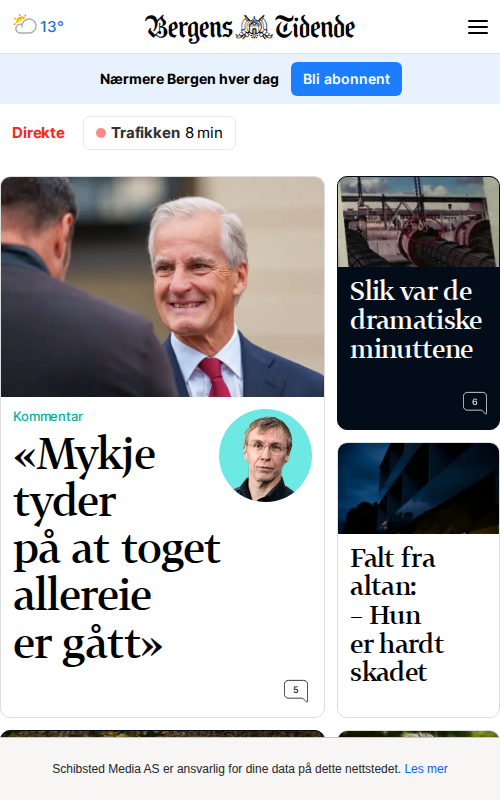 13°
Bergens Tidende
Nærmere Bergen hver dag
Bli abonnent
Direkte
Trafikken 8 min
Kommentar
«Mykje
tyder
på at toget
allereie
er gått»
5
Slik var de
dramatiske
minuttene
6
Falt fra
altan:
– Hun
er hardt
skadet
Schibsted Media AS er ansvarlig for dine data på dette nettstedet. Les mer